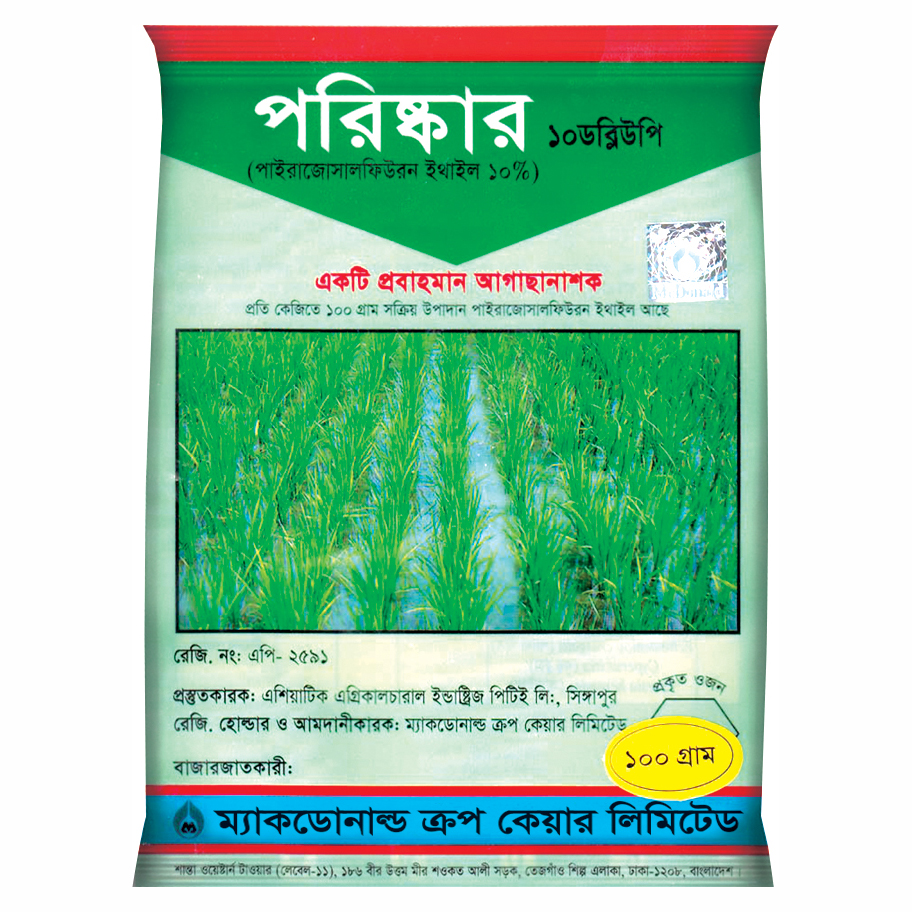 পরিষ্কার ১০ডব্লিউপি
(পাইরাজোসালফিউরন ইথাইল ১০%)
McDonald
একটি প্রবাহমান আগাছানাশক
প্রতি কেজিতে ১০০ গ্রাম সক্রিয় উপাদান পাইরাজোসালফিউরন ইথাইল আছে
রেজি. নং: এপি- ২৫৯১
প্রকৃত ওজন
প্রস্তুতকারক: এশিয়াটিক এগ্রিকালচারাল ইন্ডাষ্ট্রিজ পিটিই লি:, সিঙ্গাপুর
রেজি. হোল্ডার ও আমদানীকারক: ম্যাকডোনাল্ড ক্রপ কেয়ার লিমিটেড
১০০ গ্রাম
বাজারজাতকারী:
ম্যাকডোনাল্ড ক্রপ কেয়ার লিমিটেড
শান্তা ওয়েষ্টার্ন টাওয়ার (লেবেল-১১), ১৮৬ বীর উত্তম মীর শওকত আলী সড়ক, তেজগাঁও শিল্প এলাকা, ঢাকা-১২০৮, বাংলাদেশ।